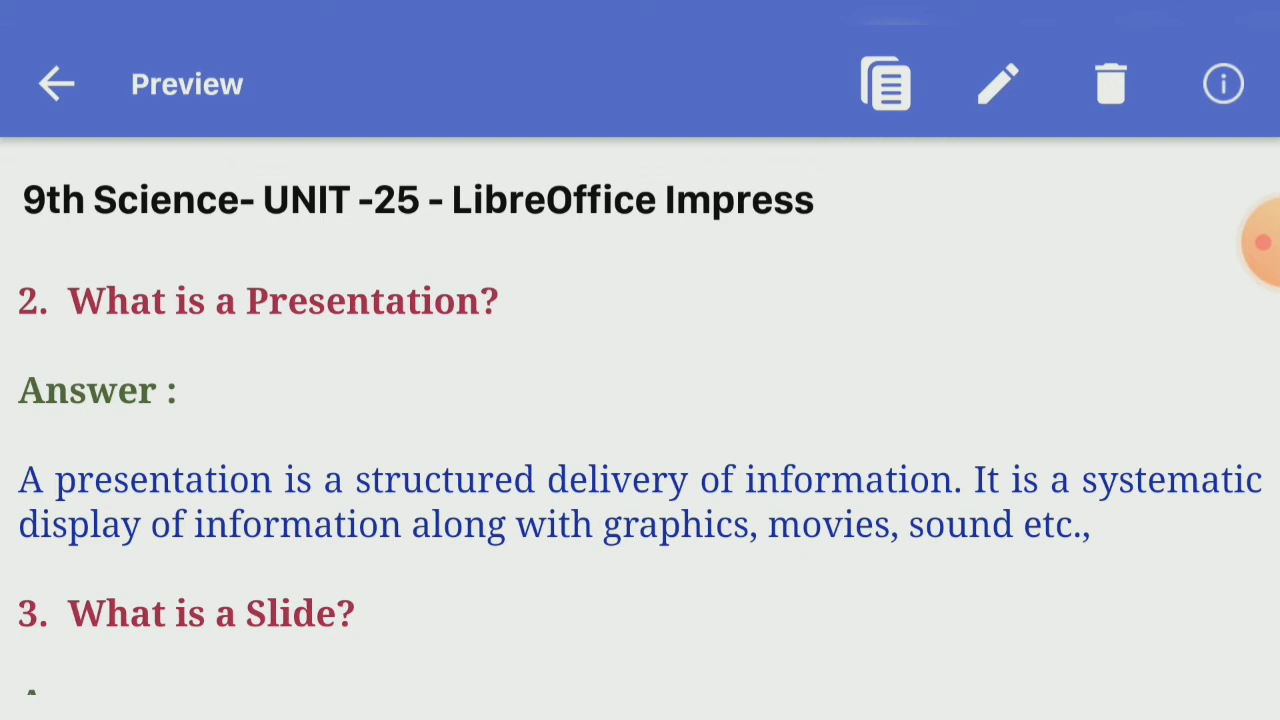 Preview
9th Science- UNIT -25 - LibreOffice Impress
2. What is a Presentation?
Answer :
A presentation is a structured delivery of information. It is a systematic
display of information along with graphics, movies, sound etc.,
3. What is a Slide?